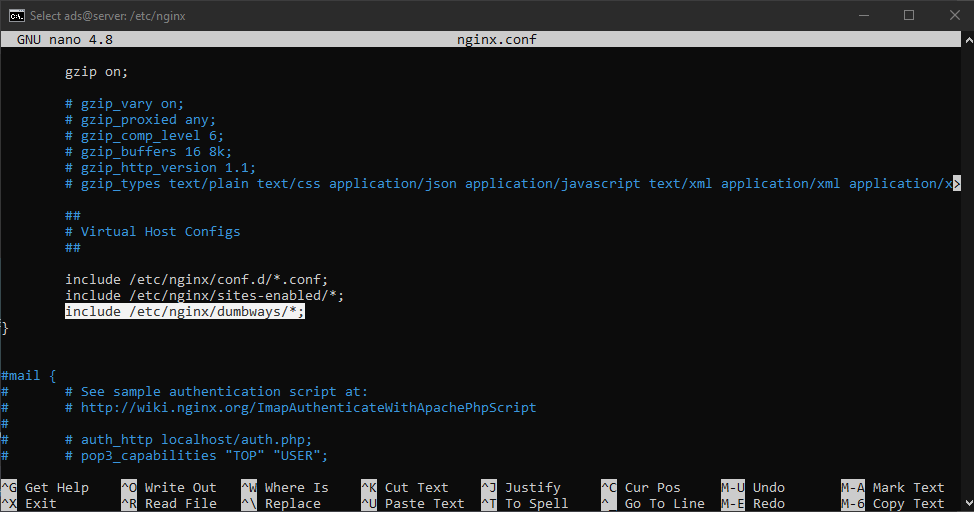 Select ads@server: /etc/nginx
GNU nano 4.8 nginx.conf
gzip on;
# gzip_vary on;
# gzip_proxied any;
# gzip_comp_level 6;
# gzip_buffers 16 8k;
# gzip_http_version 1.1;
# gzip_types text/plain text/css application/json application/javascript text/xml application/xml application/x>
##
# Virtual Host Configs
##
include /etc/nginx/conf.d/*.conf;
include /etc/nginx/sites-enabled/*;
include /etc/nginx/dumbways/*;
}
#mail {
# # See sample authentication script at:
# # http://wiki.nginx.org/ImapAuthenticateWithApachePhpScript
#
# # auth_http localhost/auth.php;
# # pop3_capabilities "TOP" "USER";
^G Get Help ^O Write Out ^W Where Is ^K Cut Text ^J Justify ^C Cur Pos M-U Undo M-A Mark Text
^X Exit ^R Read File ^\ Replace ^U Paste Text ^T To Spell ^_ Go To Line M-E Redo M-6 Copy Text